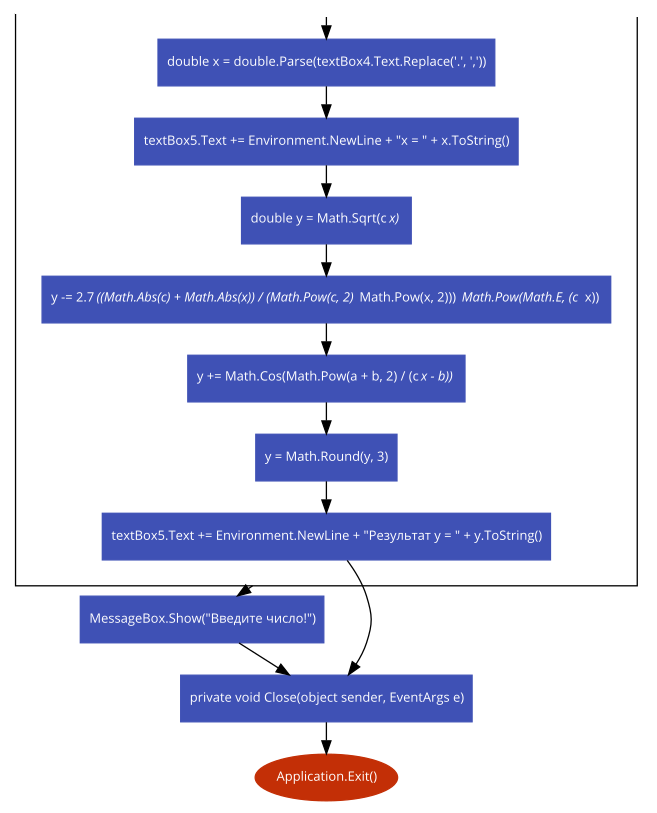 double x = double.Parse(textBox4.Text.Replace('.', ','))
textBox5.Text += Environment.NewLine + "x = " + x.ToString()
double y = Math.Sqrt(c x)
y -= 2.7 ((Math.Abs(c) + Math.Abs(x)) / (Math.Pow(c, 2) Math.Pow(x, 2))) Math.Pow(Math.E, (c x))
y += Math.Cos(Math.Pow(a + b, 2) / (c x - b))
y = Math.Round(y, 3)
textBox5.Text += Environment.NewLine + "Результат y = " + y.ToString()
MessageBox.Show("Введите число!")
private void Close(object sender, EventArgs e)
Application.Exit()